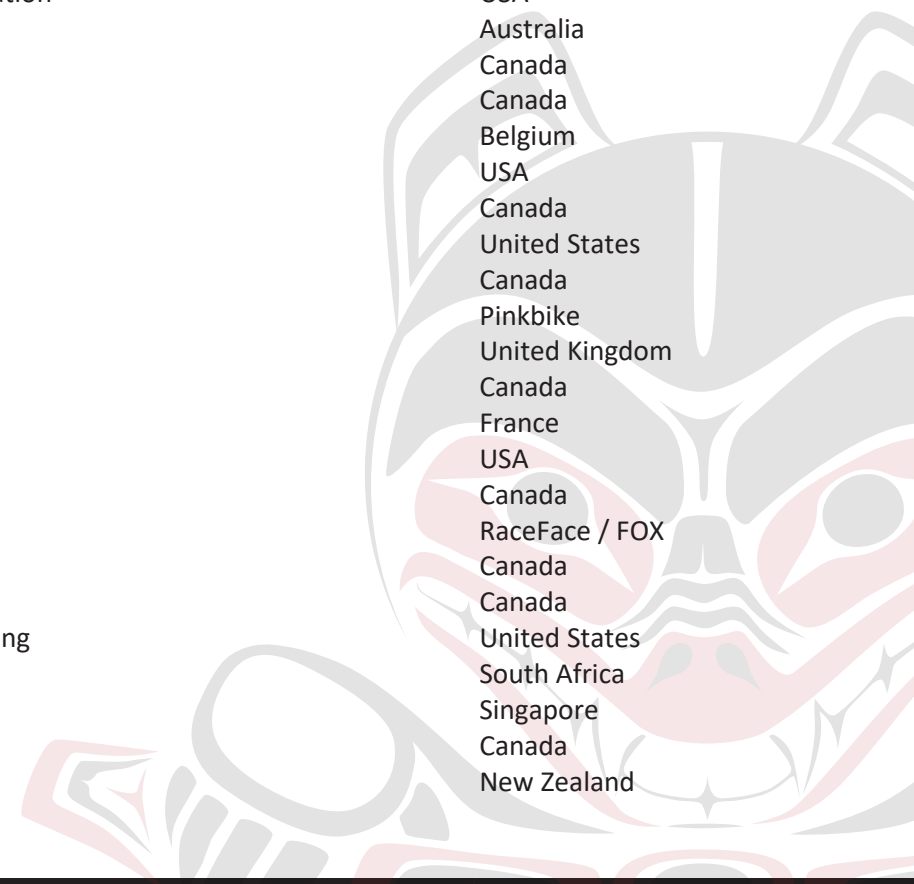 Australia
Canada
Canada
Belgium
USA
Canada
United States
Canada
Pinkbike
United Kingdom
Canada
France
USA
Canada
RaceFace / FOX
Canada
Canada
ng United States
South Africa
Singapore
Canada
New Zealand